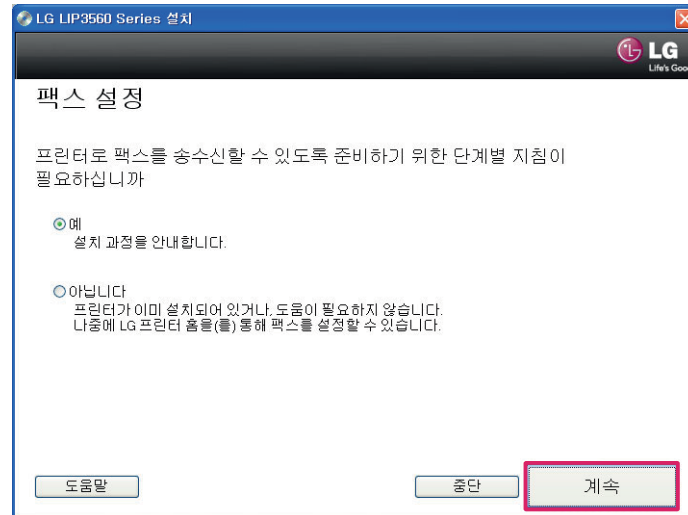 LG LIP3560 Series 설치
LG
Life's Good
팩스 설정
프린터로 팩스를 송수신할 수 있도록 준비하기 위한 단계별 지침이
필요하십니까
예
설치 과정을 안내합니다.
아닙니다
프린터가 이미 설치되어 있거나, 도움이 필요하지 않습니다.
나중에 LG 프린터 홈을(를) 통해 팩스를 설정할 수 있습니다.
도움말
중단
계속